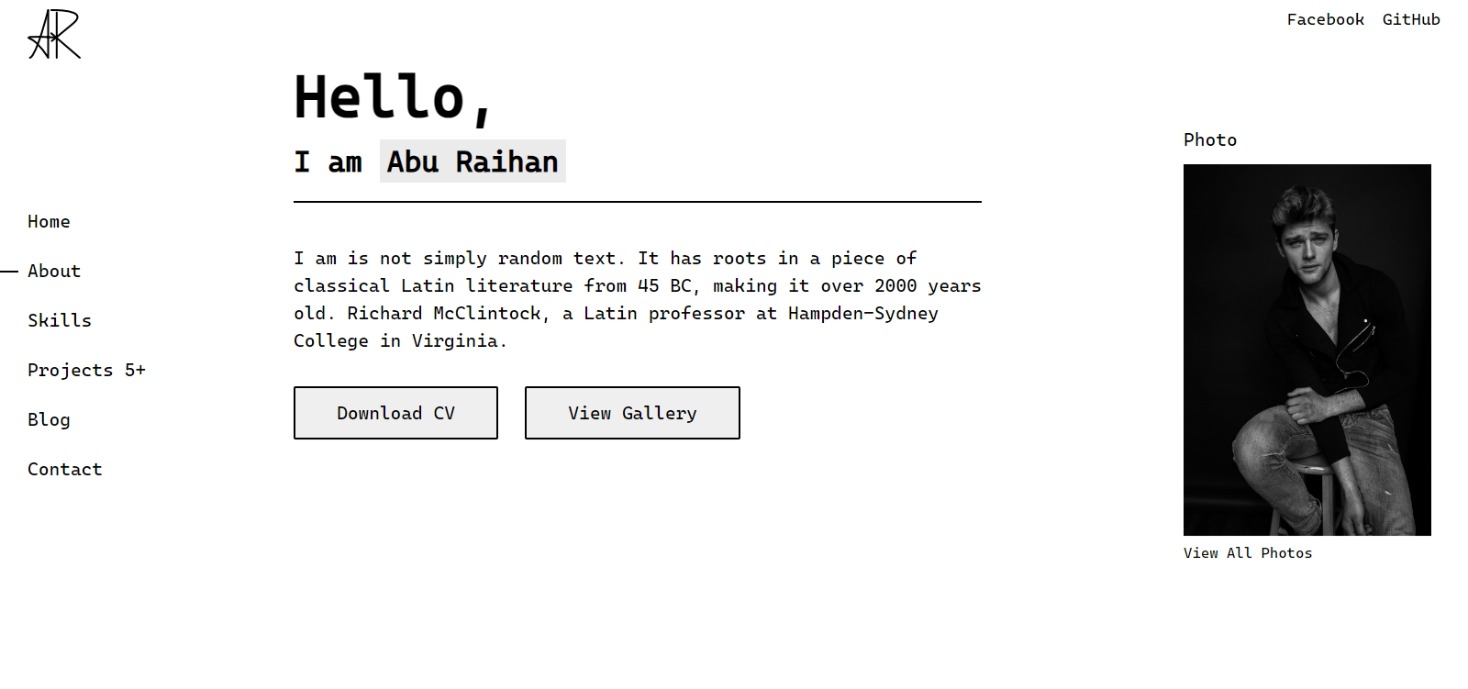 AR
Facebook GitHub
Hello,
I am Abu Raihan
Photo
Home
About
Skills
Projects 5+
Blog
Contact
I am is not simply random text. It has roots in a piece of
classical Latin literature from 45 BC, making it over 2000 years
old. Richard McClintock, a Latin professor at Hampden-Sydney
College in Virginia.
Download CV
View Gallery
View All Photos